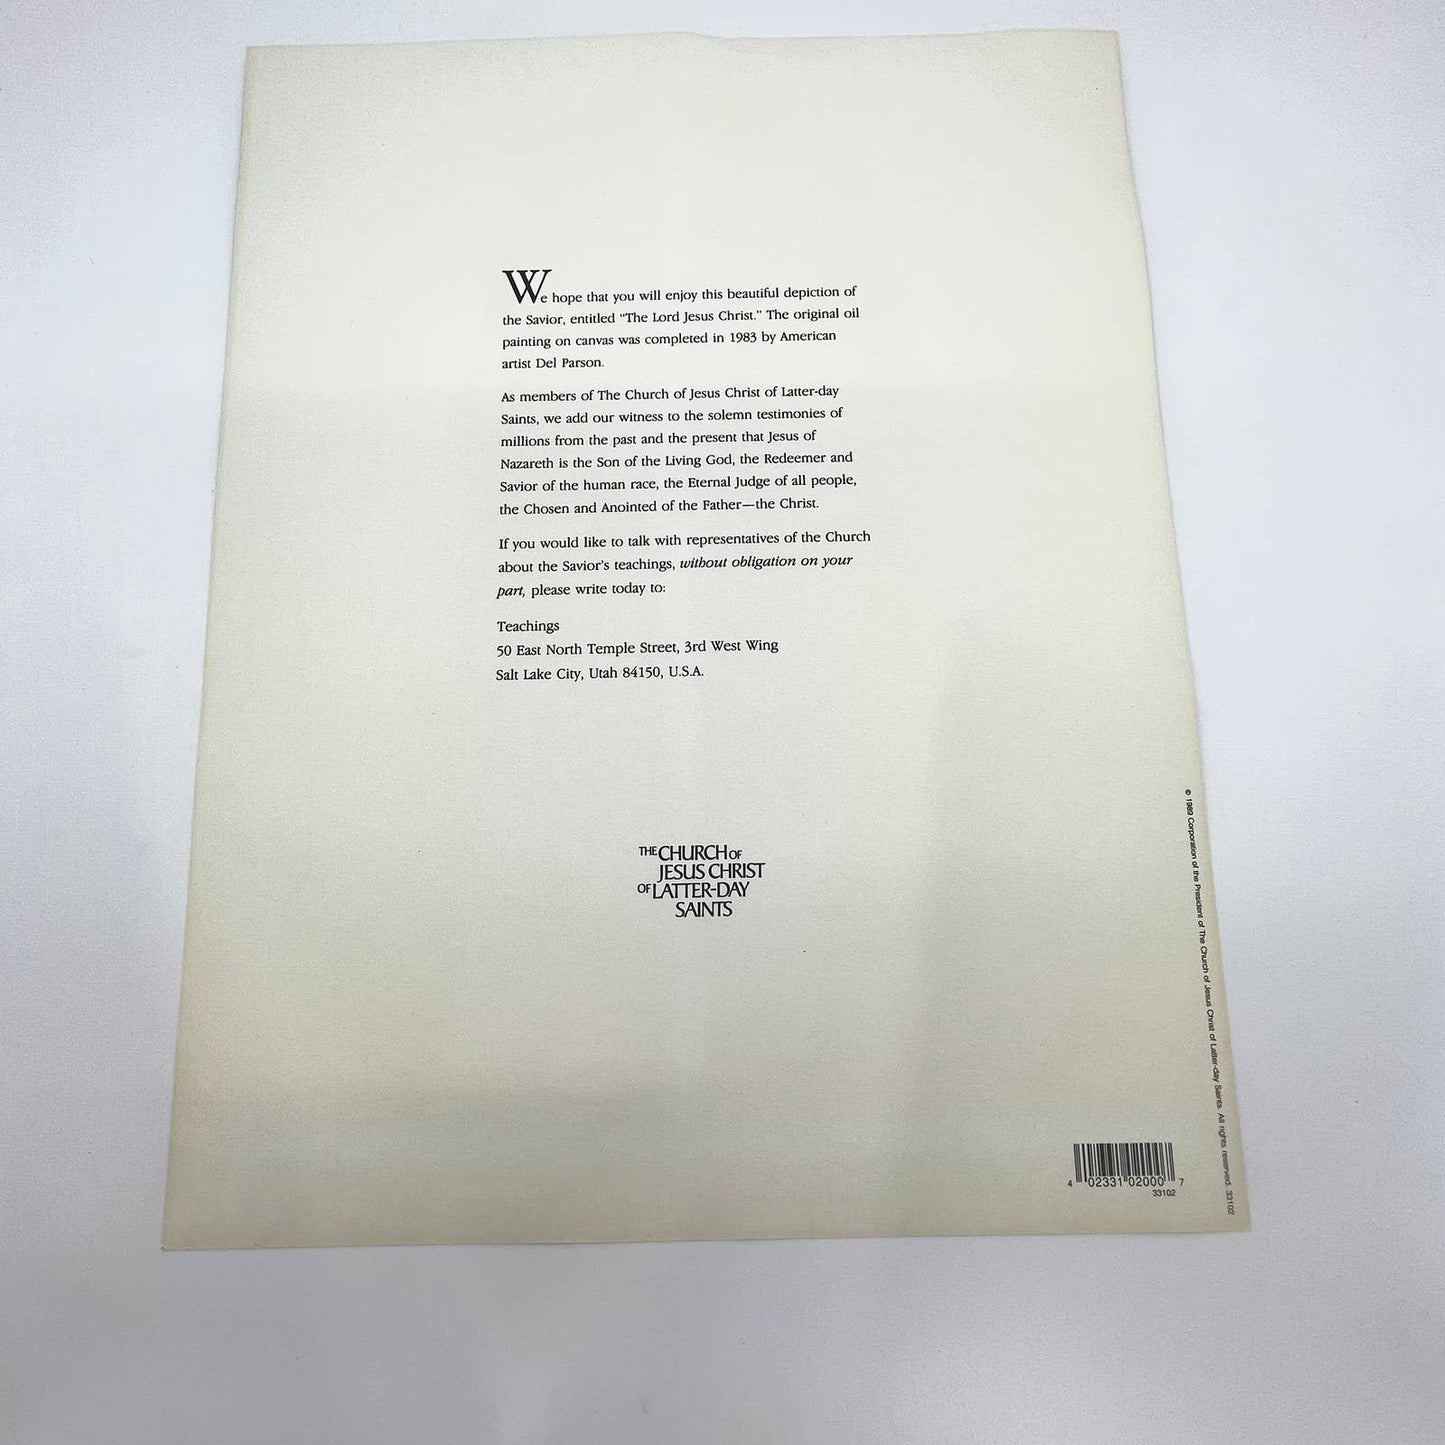 We hope that you will enjoy this beautiful depiction of
the Savior, entitled “The Lord Jesus Christ.” The original oil
painting on canvas was completed in 1983 by American
artist Del Parson.
As members of The Church of Jesus Christ of Latter-day
Saints, we add our witness to the solemn testimonies of
millions from the past and the present that Jesus of
Nazareth is the Son of the Living God, the Redeemer and
Savior of the human race, the Eternal Judge of all people,
the Chosen and Anointed of the Father—the Christ.
If you would like to talk with representatives of the Church
about the Savior's teachings, without obligation on your
part, please write today to:
Teachings
50 East North Temple Street, 3rd West Wing
Salt Lake City, Utah 84150, U.S.A.
THE CHURCH OF
JESUS CHRIST
OF LATTER-DAY
SAINTS
© 1989 Corporation of the President of The Church of Jesus Christ of Latter-day Saints. All rights reserved. 33102
4 02331 02000 7
33102